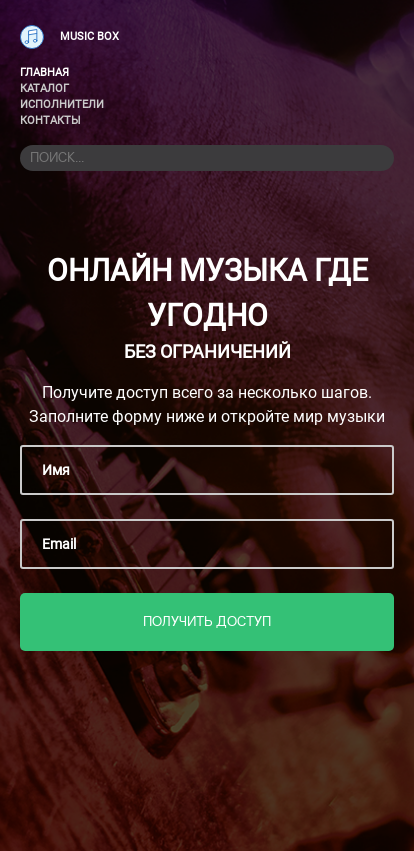 MUSIC BOX
ГЛАВНАЯ
КАТАЛОГ
ИСПОЛНИТЕЛИ
КОНТАКТЫ
ПОИСК...
ОНЛАЙН МУЗЫКА ГДЕ
УГОДНО
БЕЗ ОГРАНИЧЕНИЙ
Получите доступ всего за несколько шагов.
Заполните форму ниже и откройте мир музыки
Имя
Email
ПОЛУЧИТЬ ДОСТУП